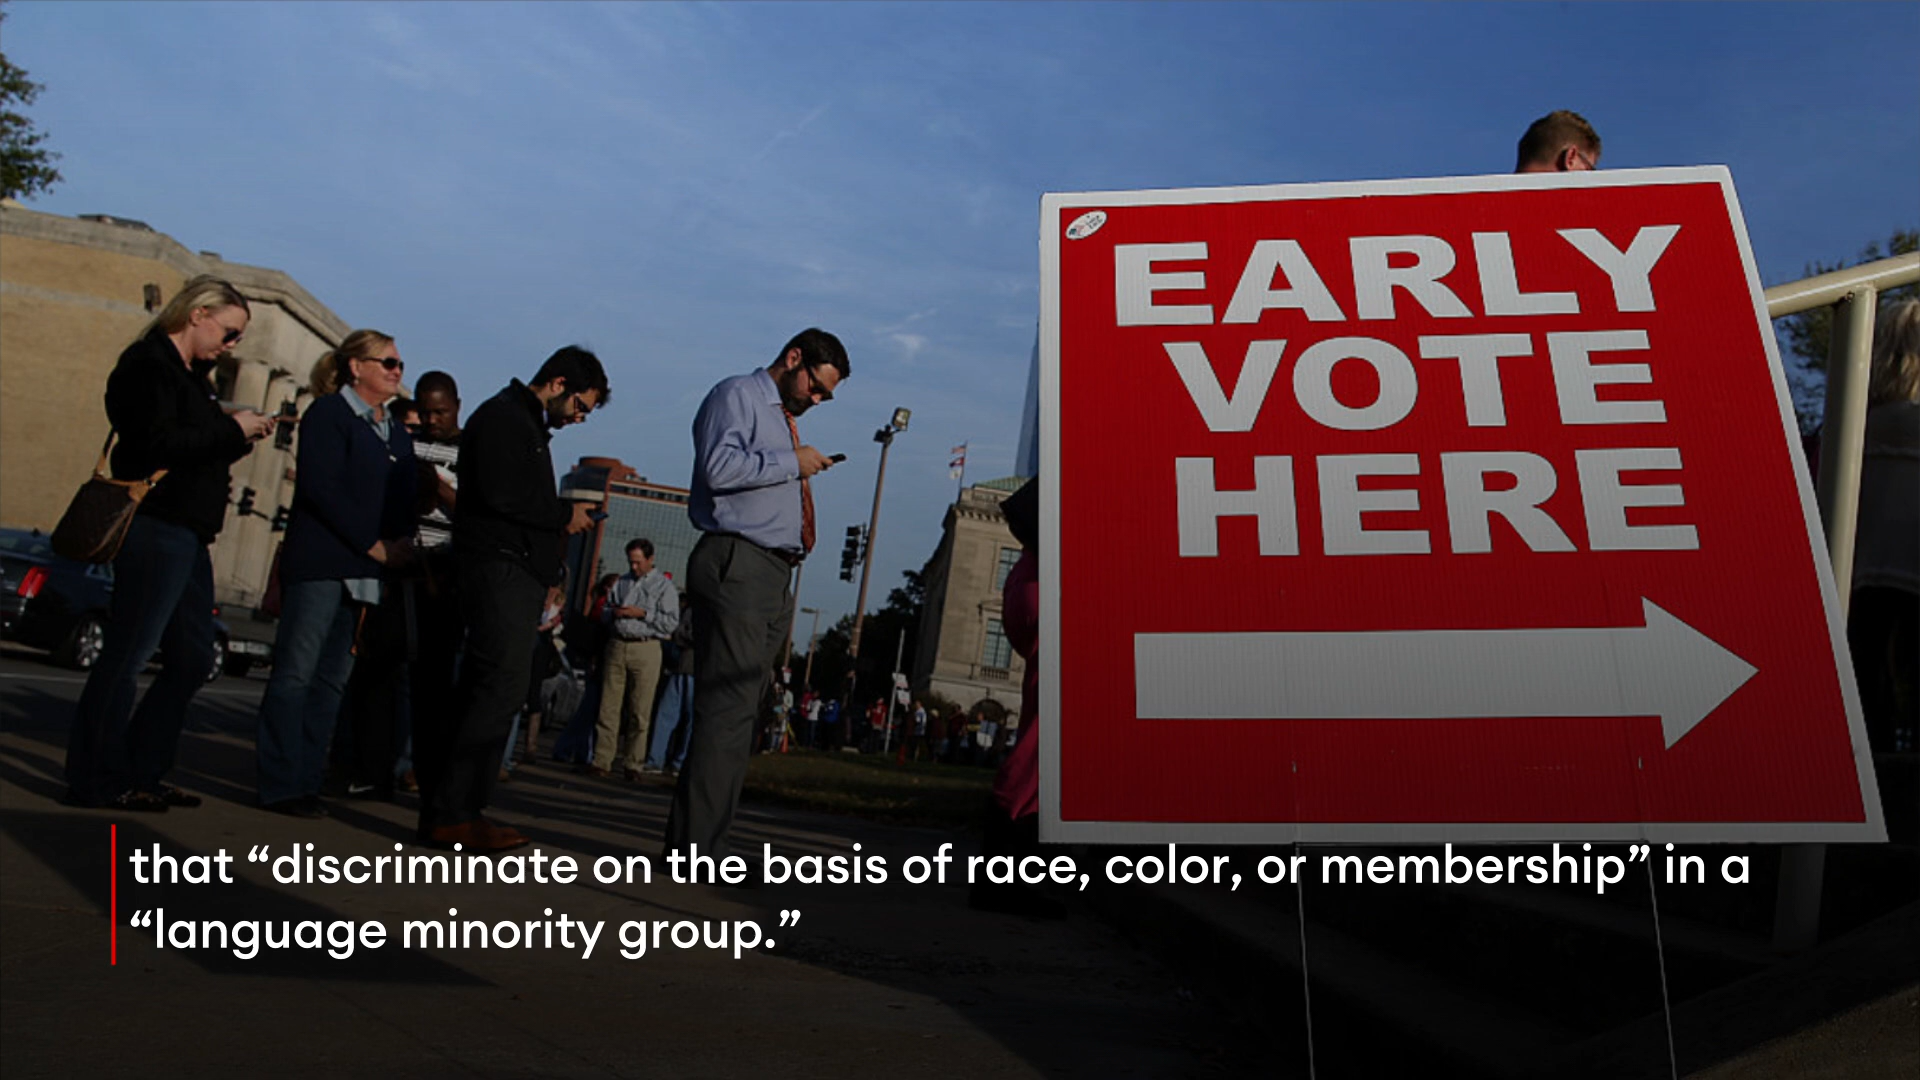 EARLY
VOTE
HERE
that “discriminate on the basis of race, color, or membership” in a
“language minority group.”